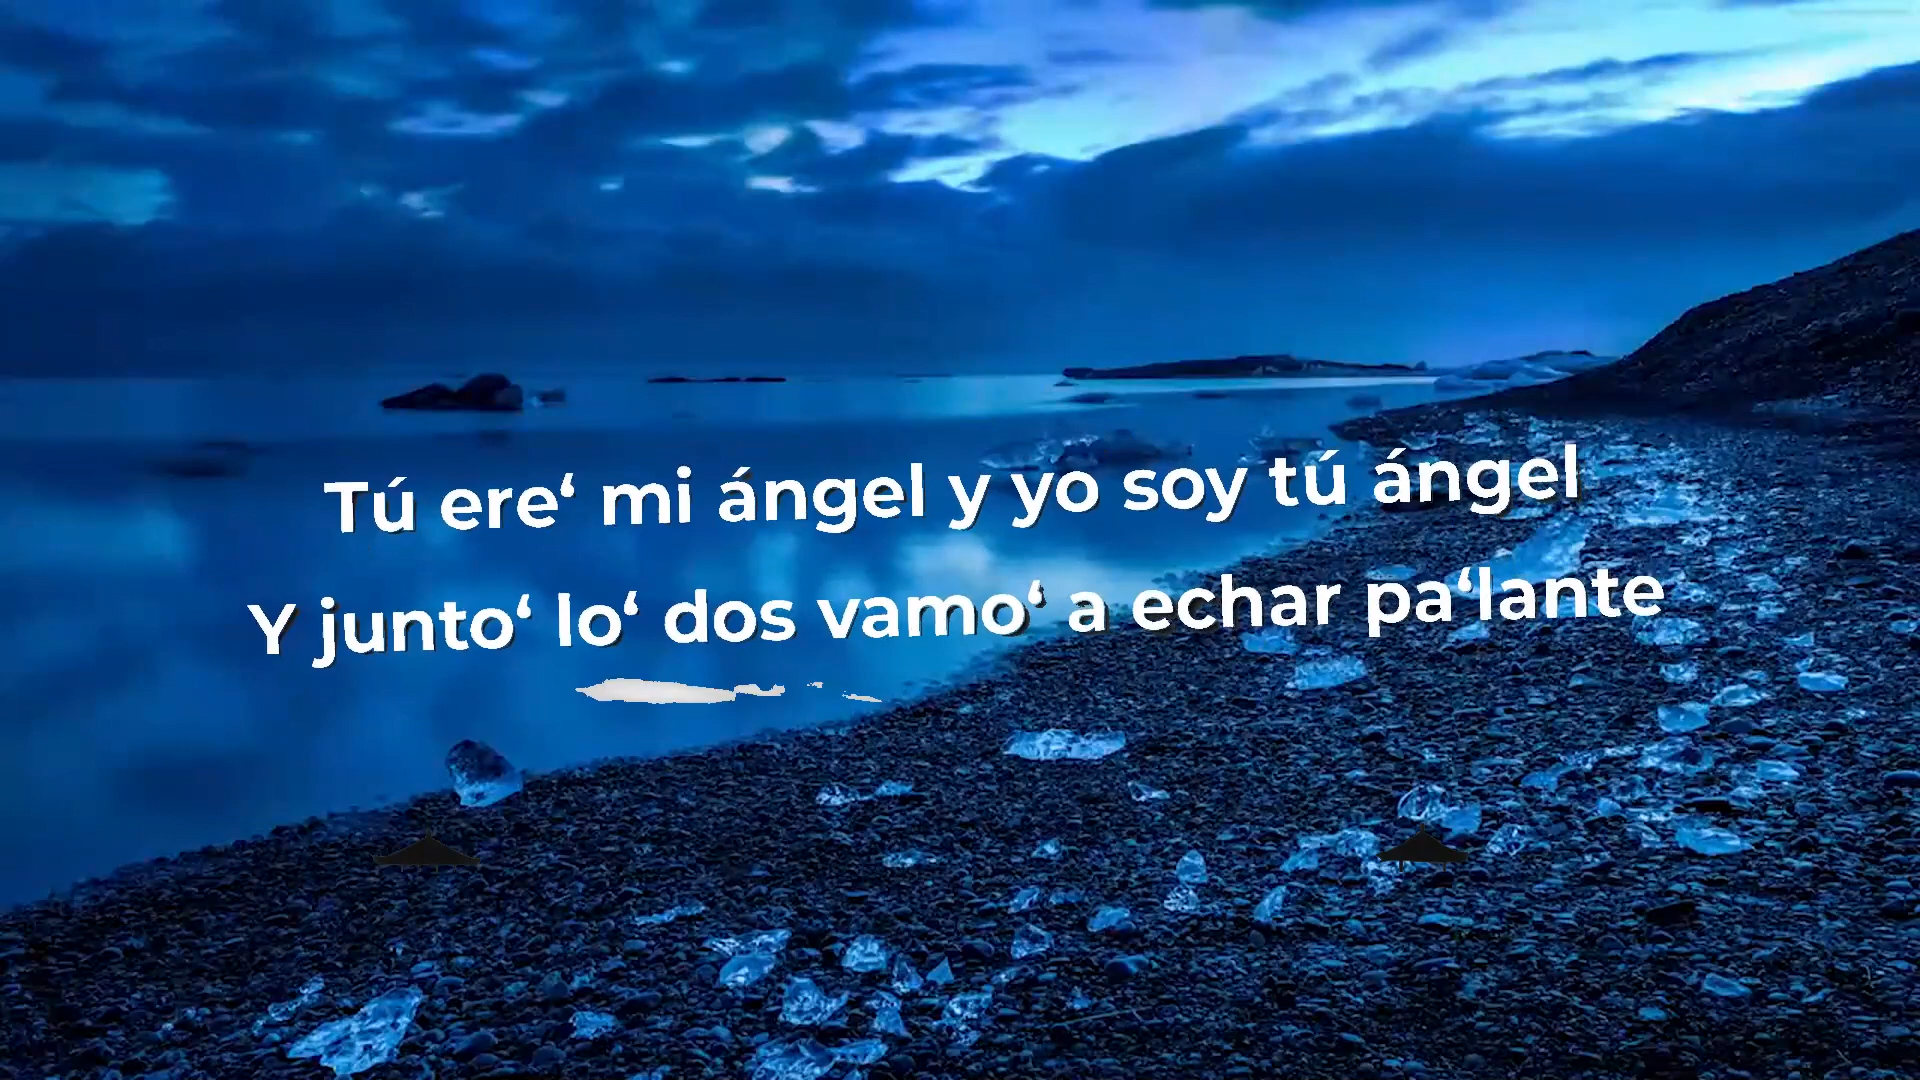 Tú ere‘ mi ángel y yo soy tú ángel
Y junto‘ lo‘ dos vamo‘ a echar pa‘lante